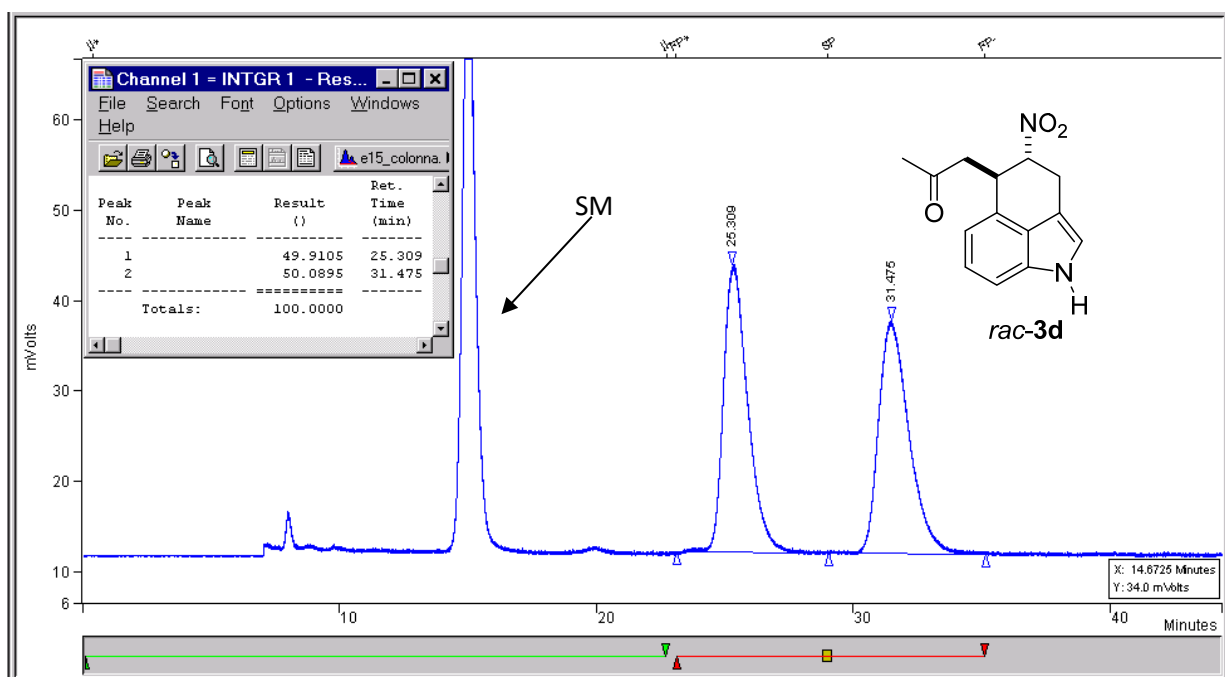 Channel 1 = INTGR 1 - Res...
File Search Font Options Windows
Help
e15_colonna.
Ret.
Peak Peak Result Time
No. Name () (min)
1 49.9105 25.309
2 50.0895 31.475
Totals: 100.0000
SM
25.309
31.475
NO2
O
N
H
rac-3d
SP
FP-
mVolts
60
50
40
30
20
10
6
10
20
30
40
Minutes
X: 14.6725 Minutes
Y: 34.0 mVolts